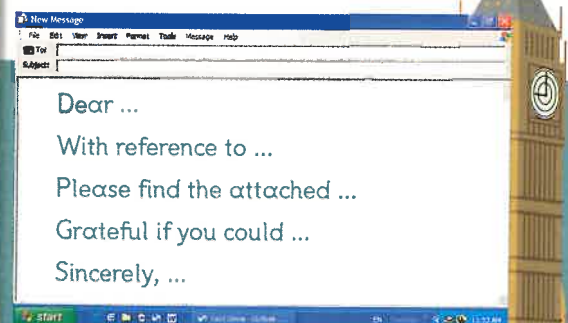 New Message
File Edit View Insert Format Tools Message Help
To:
Subject:
Dear ...
With reference to ...
Please find the attached ...
Grateful if you could ...
Sincerely, ...
start